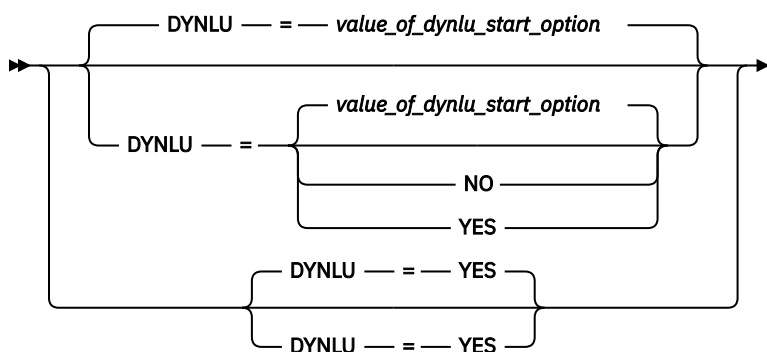 DYNLU = value_of_dynlu_start_option
value_of_dynlu_start_option
DYNLU =
NO
YES
DYNLU = YES
DYNLU = YES